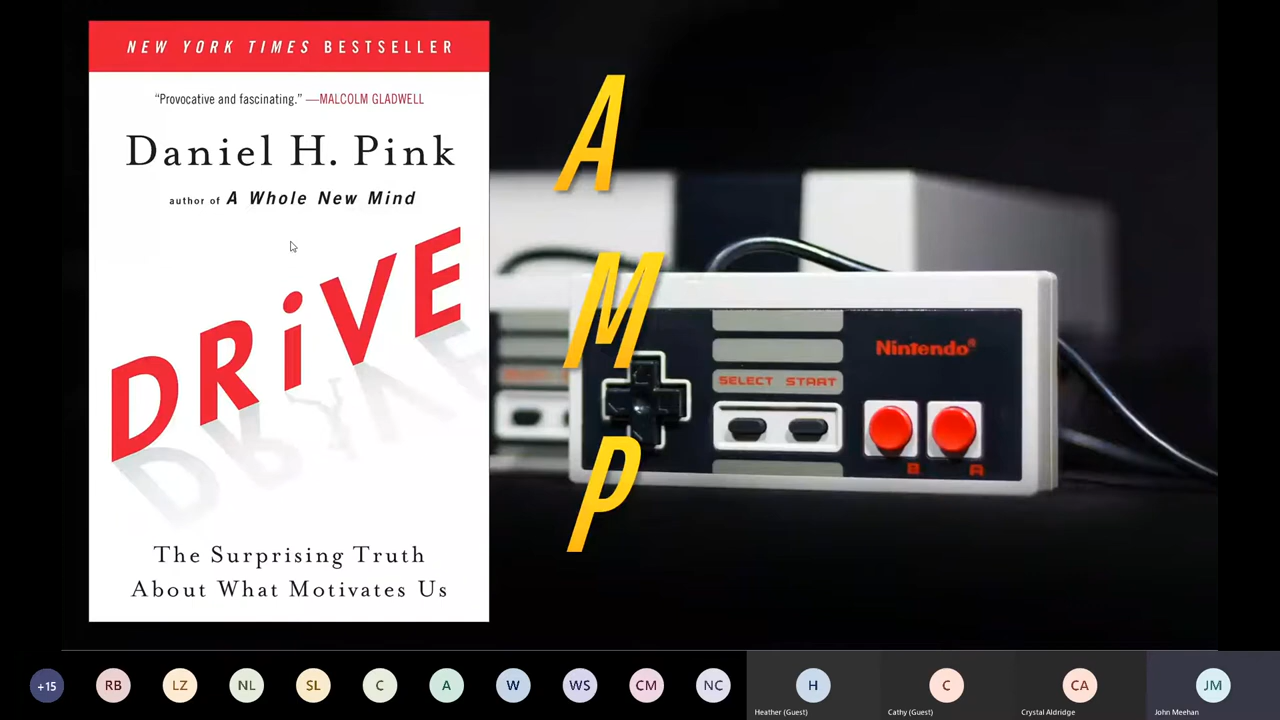 NEW YORK TIMES BESTSELLER
“Provocative and fascinating.” —MALCOLM GLADWELL
Daniel H. Pink
author of A Whole New Mind
DRiVE
The Surprising Truth
About What Motivates Us
A
M
P
Nintendo®
SELECT START
B A
+15
RB
LZ
NL
SL
C
A
W
WS
CM
NC
H
Heather (Guest)
C
Cathy (Guest)
CA
Crystal Aldridge
JM
John Meehan